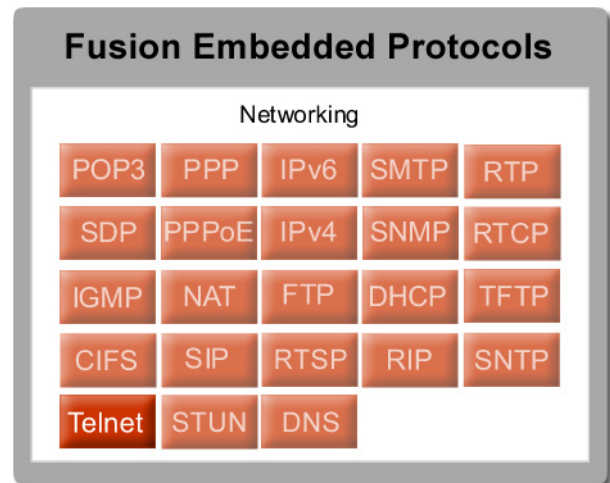 Fusion Embedded Protocols
Networking
POP3 PPP IPv6 SMTP RTP
SDP PPPoE IPv4 SNMP RTCP
IGMP NAT FTP DHCP TFTP
CIFS SIP RTSP RIP SNTP
Telnet STUN DNS